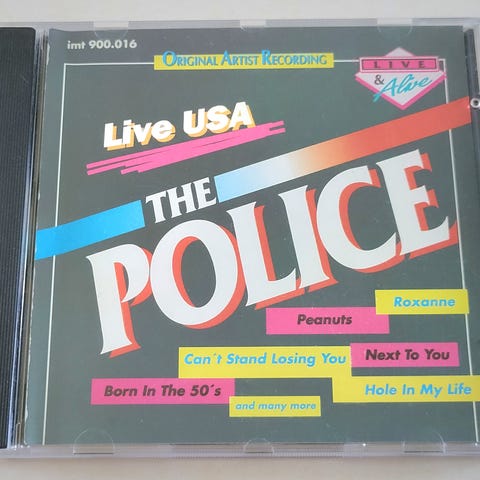 imt 900.016
ORIGINAL ARTIST RECORDING
LIVE
&
Alive
Live USA
THE
POLICE
Roxanne
Peanuts
Can´t Stand Losing You
Next To You
Born In The 50´s
Hole In My Life
and many more